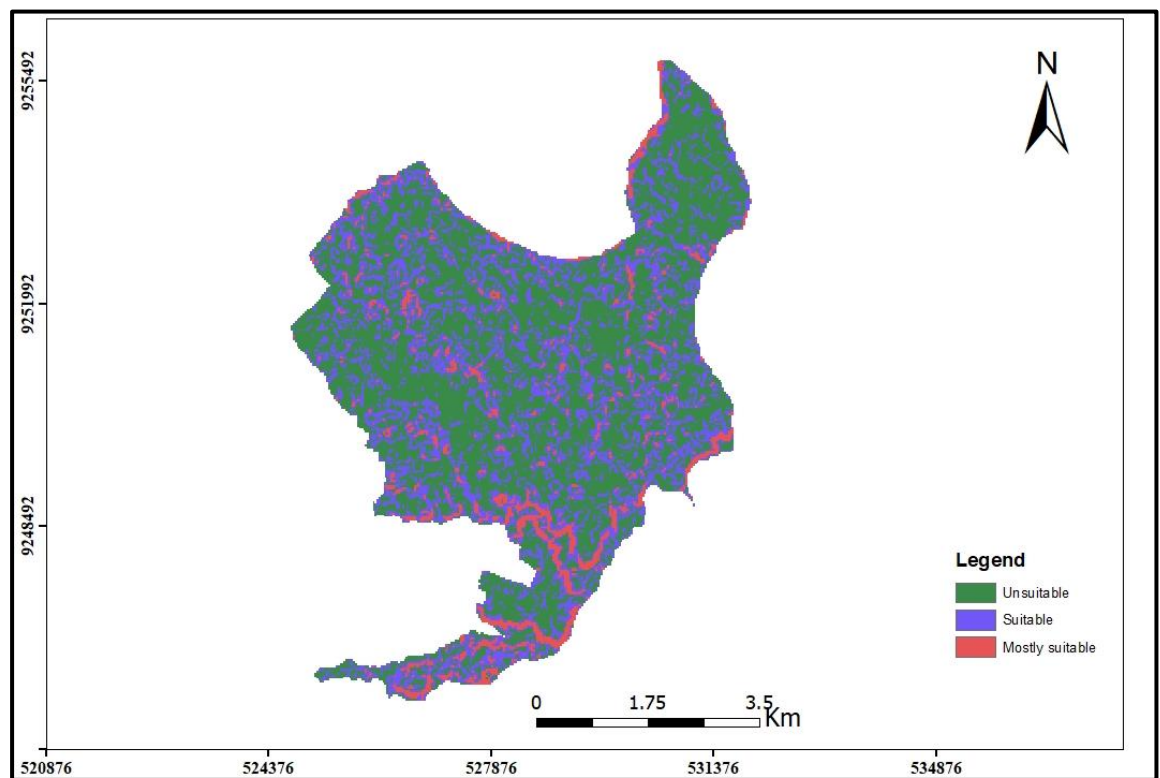 N
9255492
9251992
9248492
Legend
Unsuitable
Suitable
Mostly suitable
0 1.75 3.5
Km
520876 524376 527876 531376 534876